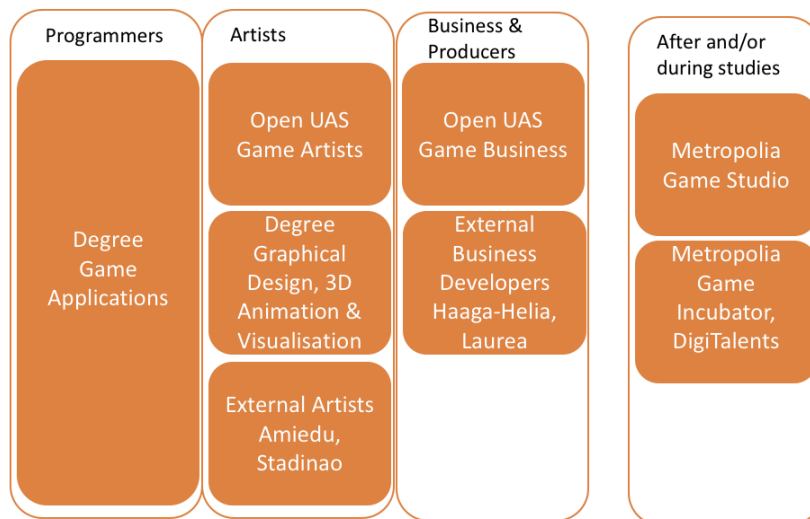 Programmers
Degree
Game
Applications
Artists
Open UAS
Game Artists
Degree
Graphical
Design, 3D
Animation &
Visualisation
External Artists
Amiedu,
Stadinao
Business &
Producers
Open UAS
Game Business
External
Business
Developers
Haaga-Helia,
Laurea
After and/or
during studies
Metropolia
Game Studio
Metropolia
Game
Incubator,
DigiTalents